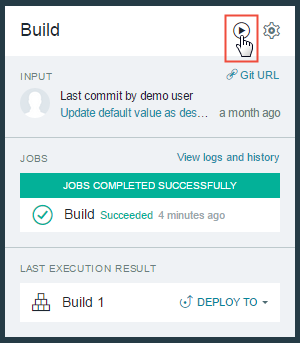 Build
INPUT
Git URL
Last commit by demo user
Update default value as des… a month ago
JOBS
View logs and history
JOBS COMPLETED SUCCESSFULLY
Build Succeeded 4 minutes ago
LAST EXECUTION RESULT
Build 1
DEPLOY TO